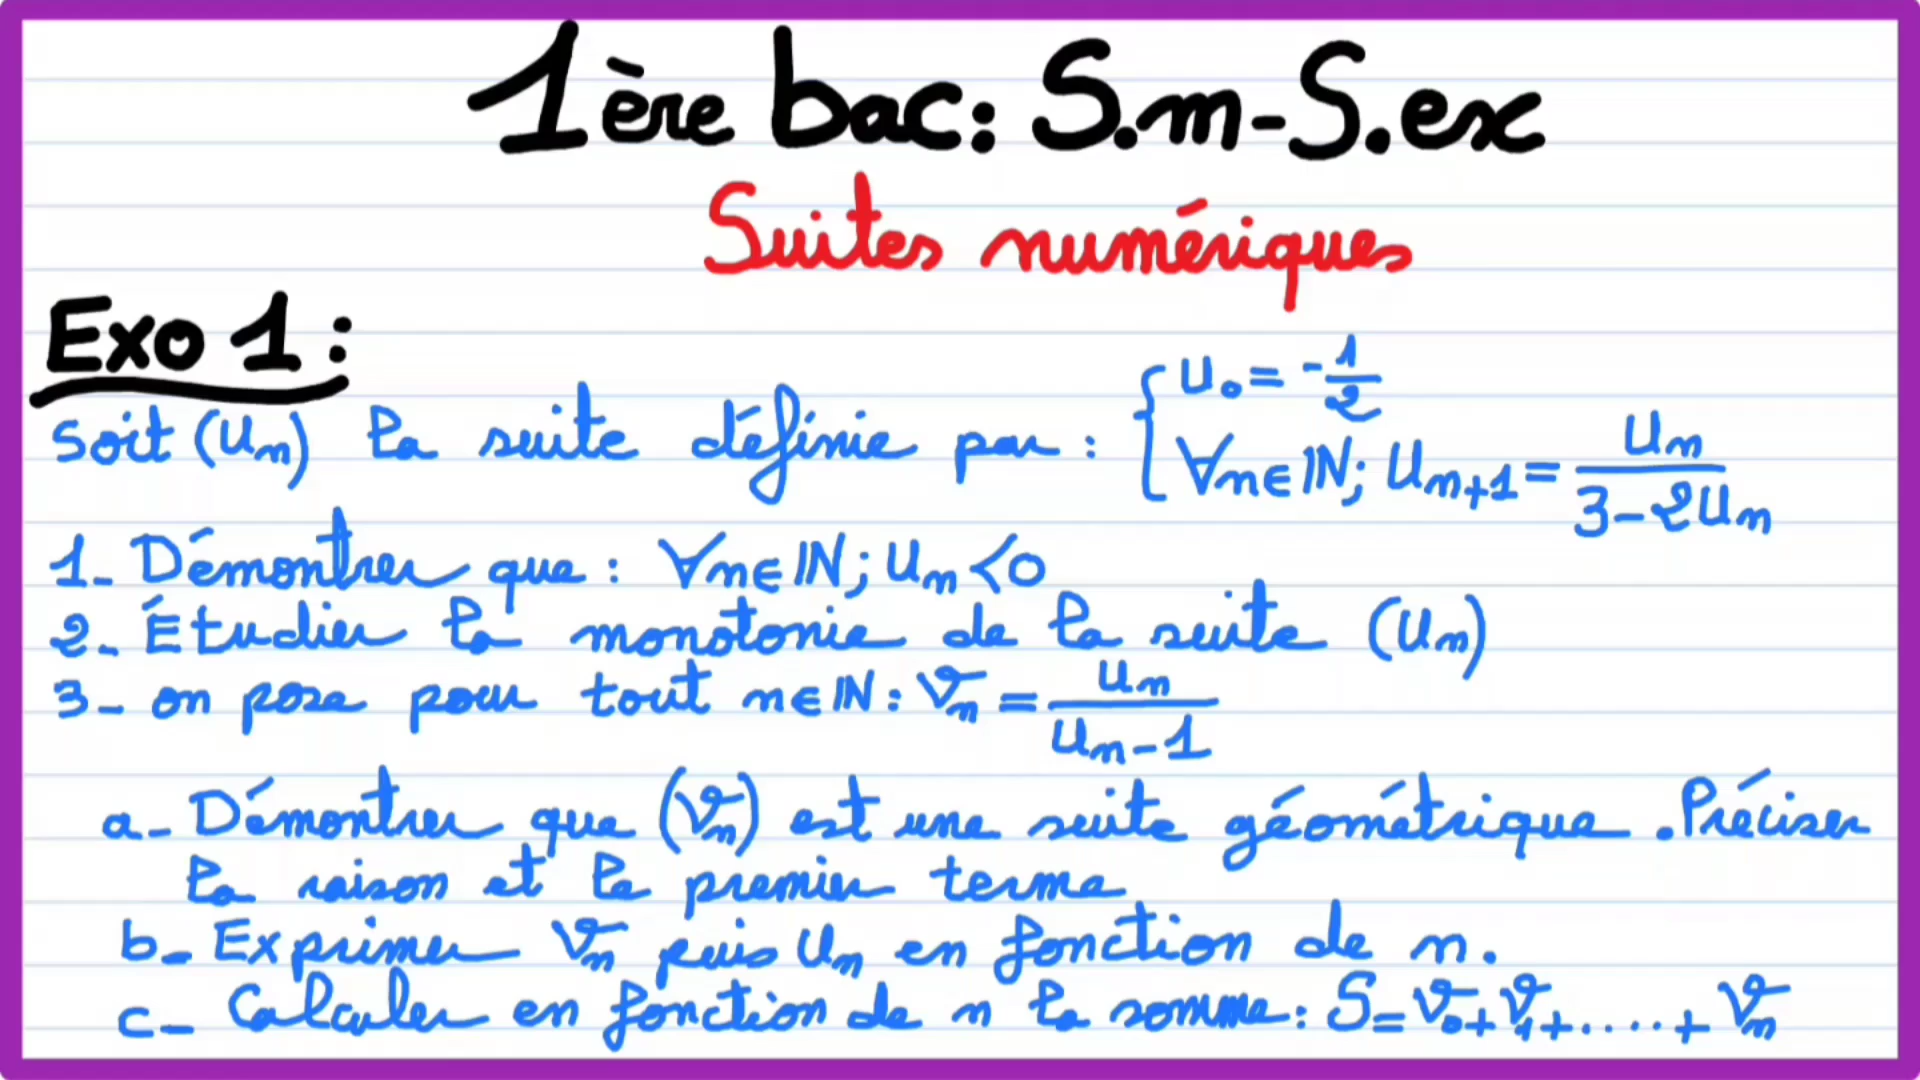 1ère bac: S.m-S.ex
Suites numériques
Exo 1:
Soit (Un) la suite définie par : { U₀ = -1/2
∀n∈ℕ; Un+1 = Un/(3-2Un)
1- Démontrer que : ∀n∈ℕ; Un<0
2- Étudier la monotonie de la suite (Un)
3- on pose pour tout n∈ℕ: Vn = Un/(Un-1)
a- Démontrer que (Vn) est une suite géométrique. Préciser
la raison et le premier terme
b- Exprimer Vn puis Un en fonction de n.
c- Calculer en fonction de n la somme: S=V₀+V₁+.....+Vn